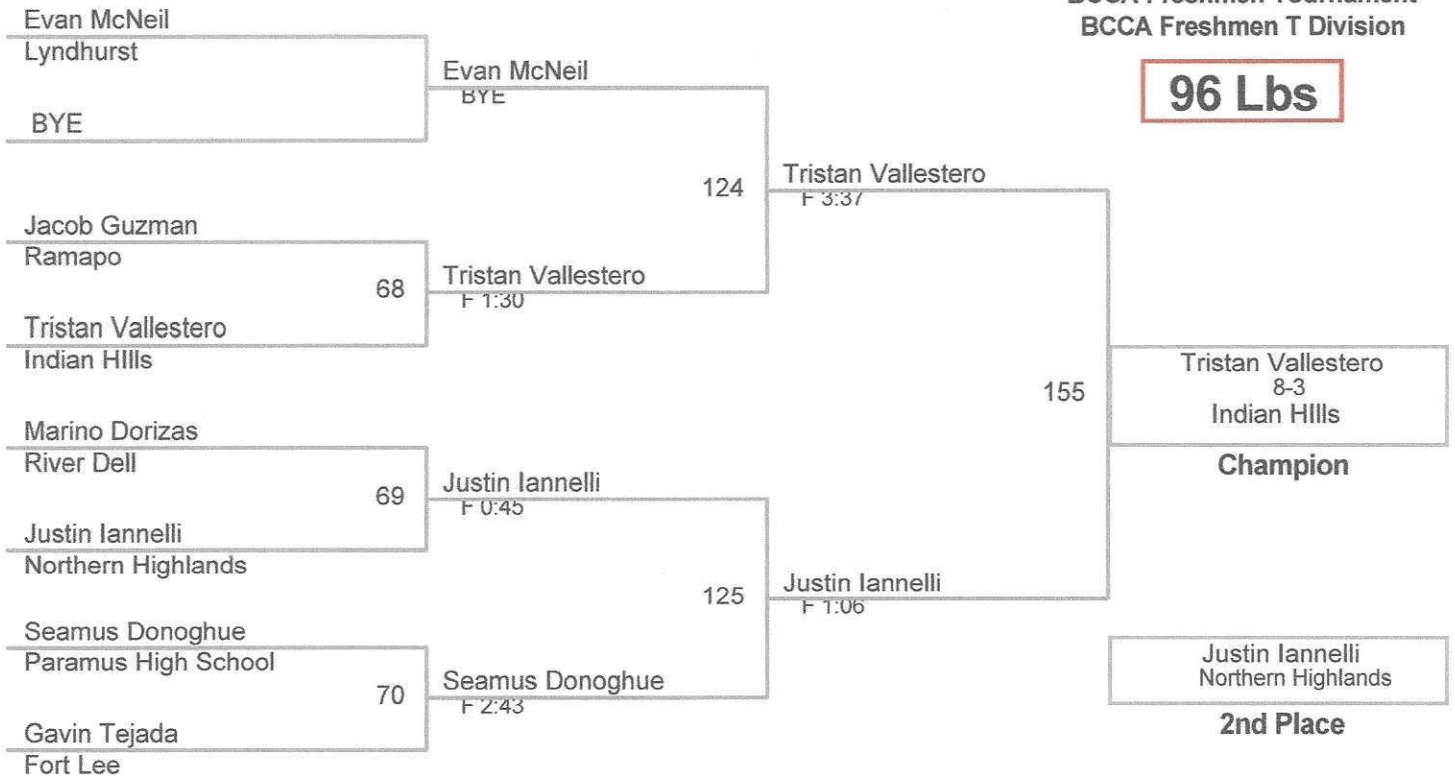 BCCA Freshmen Tournament
BCCA Freshmen T Division
96 Lbs
Evan McNeil
Lyndhurst
BYE
Evan McNeil
BYE
Jacob Guzman
Ramapo
68
Tristan Vallestero
Indian HIlls
Tristan Vallestero
F 1:30
124
Tristan Vallestero
F 3:37
Marino Dorizas
River Dell
69
Justin Iannelli
Northern Highlands
Justin Iannelli
F 0:45
Seamus Donoghue
Paramus High School
70
Gavin Tejada
Fort Lee
Seamus Donoghue
F 2:43
125
Justin Iannelli
F 1:06
155
Tristan Vallestero
8-3
Indian HIlls
Champion
Justin Iannelli
Northern Highlands
2nd Place